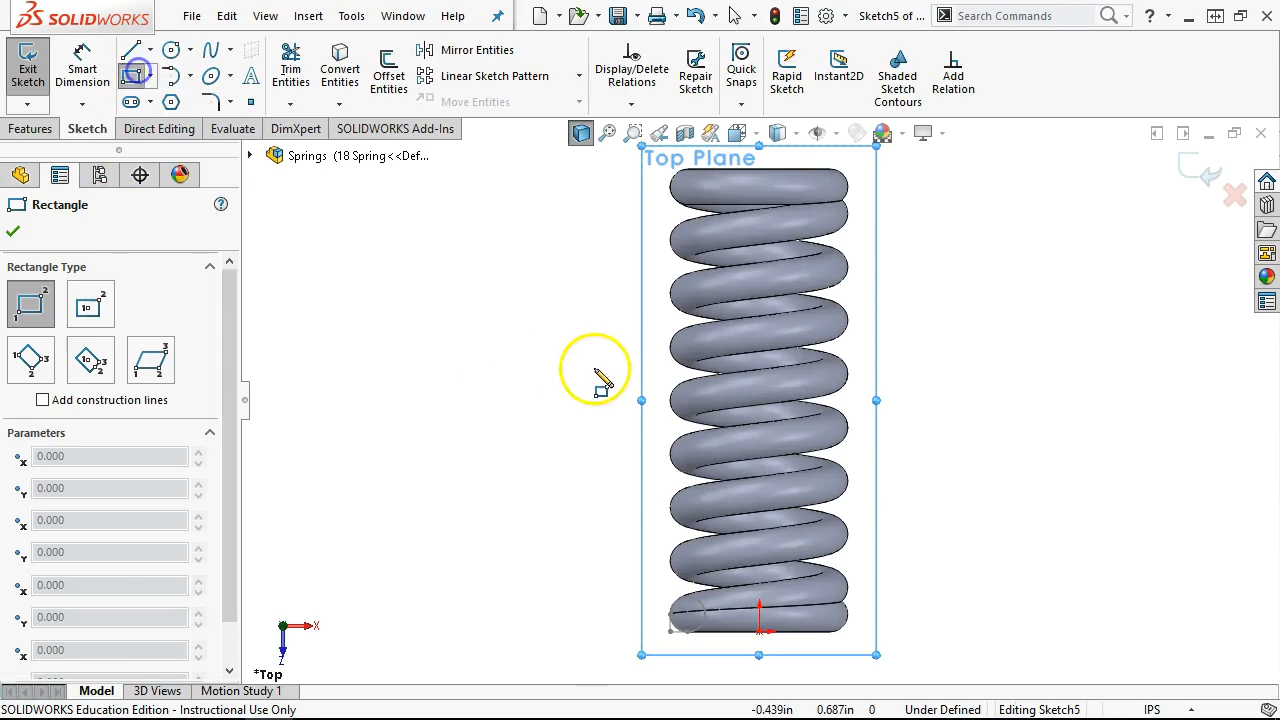 SOLIDWORKS File Edit View Insert Tools Window Help Sketch5 of ... Search Commands
Exit Sketch Smart Dimension Trim Entities Convert Entities Offset Entities Mirror Entities Linear Sketch Pattern Move Entities Display/Delete Relations Repair Sketch Quick Snaps Rapid Sketch Instant2D Shaded Sketch Contours Add Relation
Features Sketch Direct Editing Evaluate DimXpert SOLIDWORKS Add-Ins
Springs (18 Spring<<Def...
Top Plane
Rectangle
Rectangle Type
Add construction lines
Parameters
0.000
0.000
0.000
0.000
0.000
0.000
0.000
X
Z
*Top
Model 3D Views Motion Study 1
SOLIDWORKS Education Edition - Instructional Use Only -0.439in 0.687in 0 Under Defined Editing Sketch5 IPS